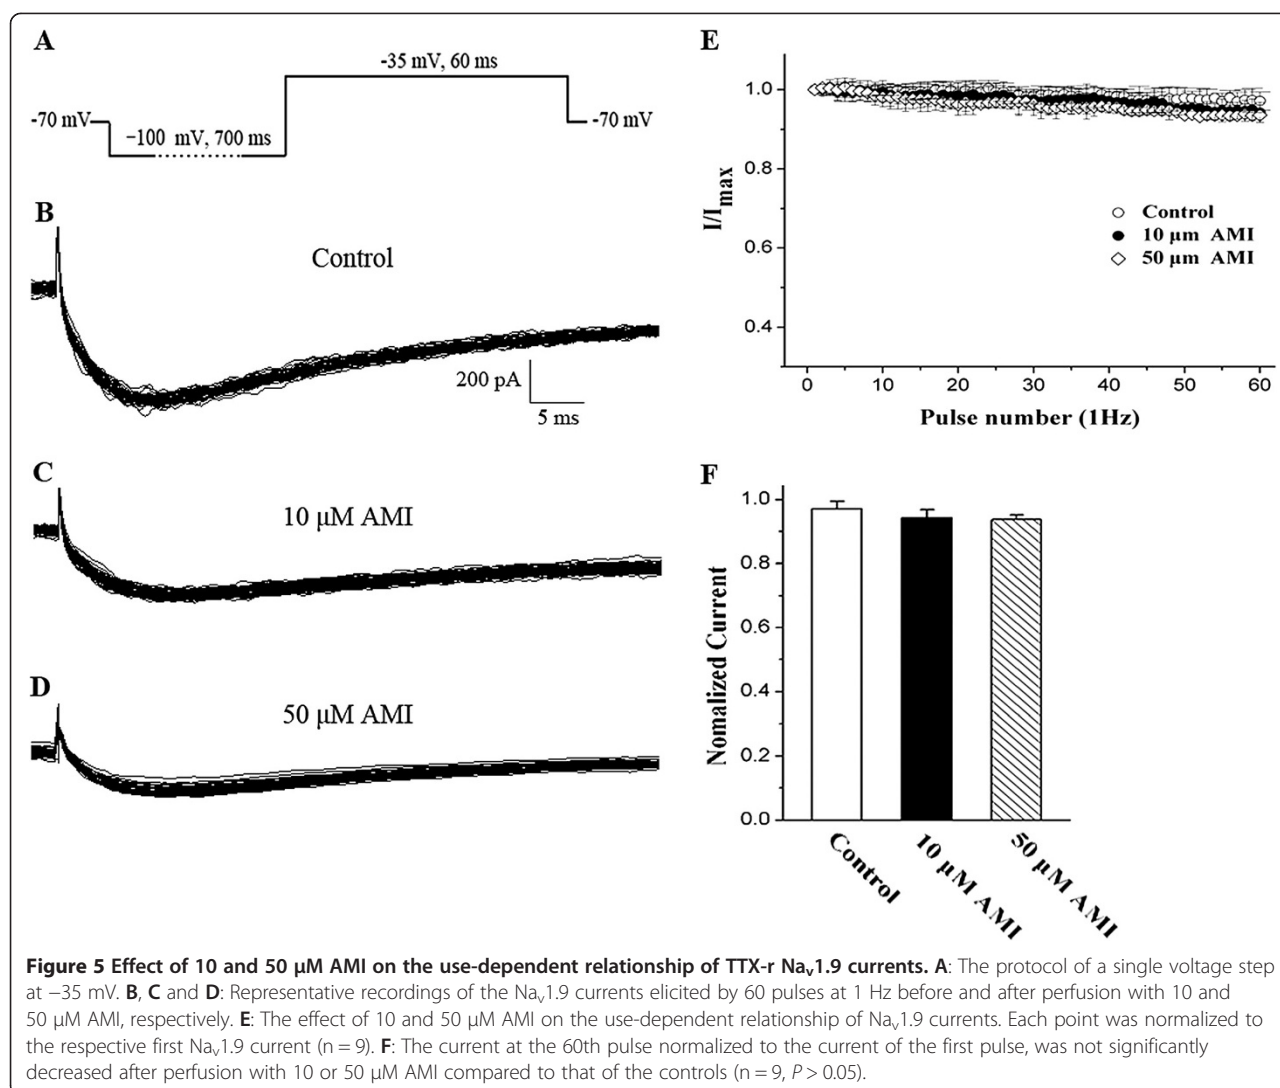 A
-35 mV, 60 ms
-70 mV
-70 mV
−100 mV, 700 ms
B
Control
200 pA
5 ms
C
10 μM AMI
D
50 μM AMI
E
1.0
0.8
0.6
0.4
I/Imax
Control
10 μm AMI
50 μm AMI
0 10 20 30 40 50 60
Pulse number (1Hz)
F
1.0
0.8
0.6
0.4
0.2
0.0
Nomalized Current
Control
10 μM AMI
50 μM AMI
Figure 5 Effect of 10 and 50 μM AMI on the use-dependent relationship of TTX-r Nav1.9 currents. A: The protocol of a single voltage step
at −35 mV. B, C and D: Representative recordings of the Nav1.9 currents elicited by 60 pulses at 1 Hz before and after perfusion with 10 and
50 μM AMI, respectively. E: The effect of 10 and 50 μM AMI on the use-dependent relationship of Nav1.9 currents. Each point was normalized to
the respective first Nav1.9 current (n = 9). F: The current at the 60th pulse normalized to the current of the first pulse, was not significantly
decreased after perfusion with 10 or 50 μM AMI compared to that of the controls (n = 9, P > 0.05).